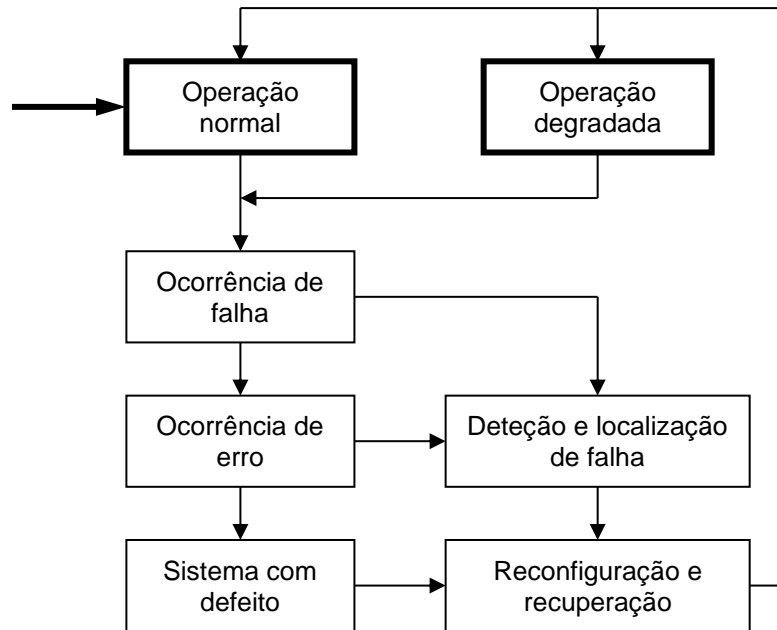 Operação
normal
Operação
degradada
Ocorrência de
falha
Ocorrência de
erro
Deteção e localização
de falha
Sistema com
defeito
Reconfiguração e
recuperação